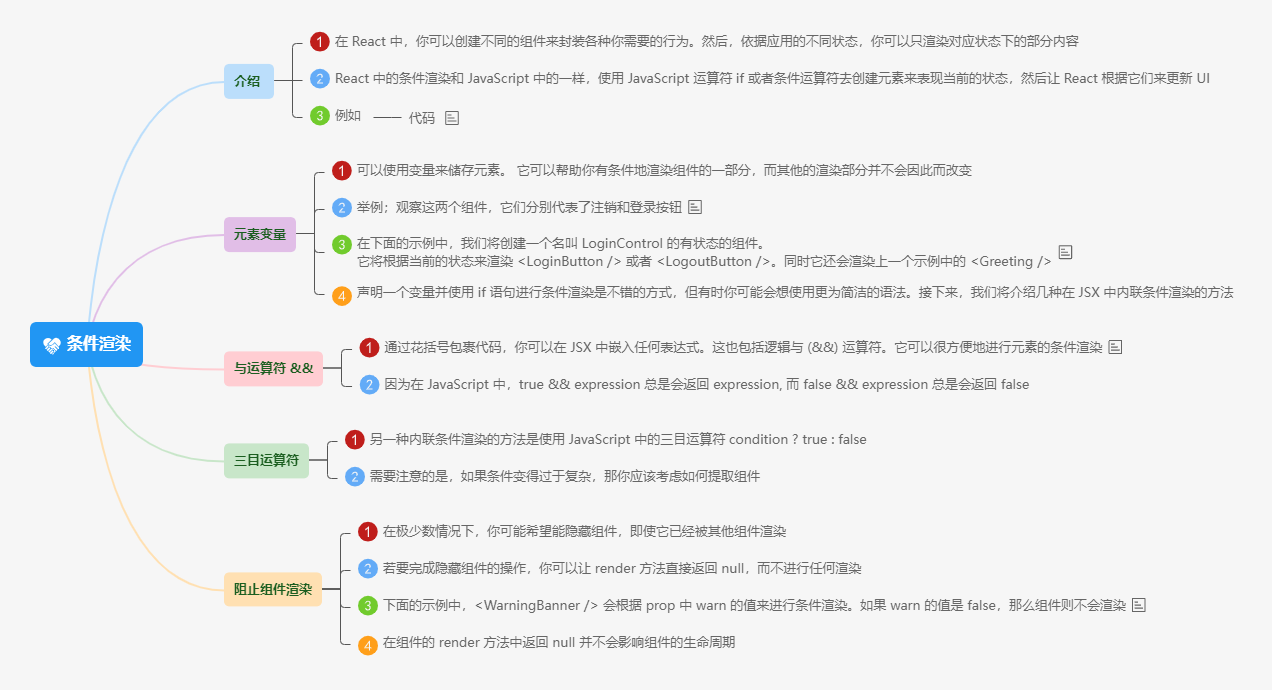 条件渲染
介绍
1 在 React 中，你可以创建不同的组件来封装各种你需要的行为。然后，依据应用的不同状态，你可以只渲染对应状态下的部分内容
2 React 中的条件渲染和 JavaScript 中的一样，使用 JavaScript 运算符 if 或者条件运算符去创建元素来表现当前的状态，然后让 React 根据它们来更新 UI
3 例如 代码
元素变量
1 可以使用变量来储存元素。 它可以帮助你有条件地渲染组件的一部分，而其他的渲染部分并不会因此而改变
2 举例；观察这两个组件，它们分别代表了注销和登录按钮
3 在下面的示例中，我们将创建一个名叫 LoginControl 的有状态的组件。
它将根据当前的状态来渲染 <LoginButton /> 或者 <LogoutButton />。同时它还会渲染上一个示例中的 <Greeting />
4 声明一个变量并使用 if 语句进行条件渲染是不错的方式，但有时你可能会想使用更为简洁的语法。接下来，我们将介绍几种在 JSX 中内联条件渲染的方法
与运算符 &&
1 通过花括号包裹代码，你可以在 JSX 中嵌入任何表达式。这也包括逻辑与 (&&) 运算符。它可以很方便地进行元素的条件渲染
2 因为在 JavaScript 中，true && expression 总是会返回 expression, 而 false && expression 总是会返回 false
三目运算符
1 另一种内联条件渲染的方法是使用 JavaScript 中的三目运算符 condition ? true : false
2 需要注意的是，如果条件变得过于复杂，那你应该考虑如何提取组件
阻止组件渲染
1 在极少数情况下，你可能希望能隐藏组件，即使它已经被其他组件渲染
2 若要完成隐藏组件的操作，你可以让 render 方法直接返回 null，而不进行任何渲染
3 下面的示例中，<WarningBanner /> 会根据 prop 中 warn 的值来进行条件渲染。如果 warn 的值是 false，那么组件则不会渲染
4 在组件的 render 方法中返回 null 并不会影响组件的生命周期